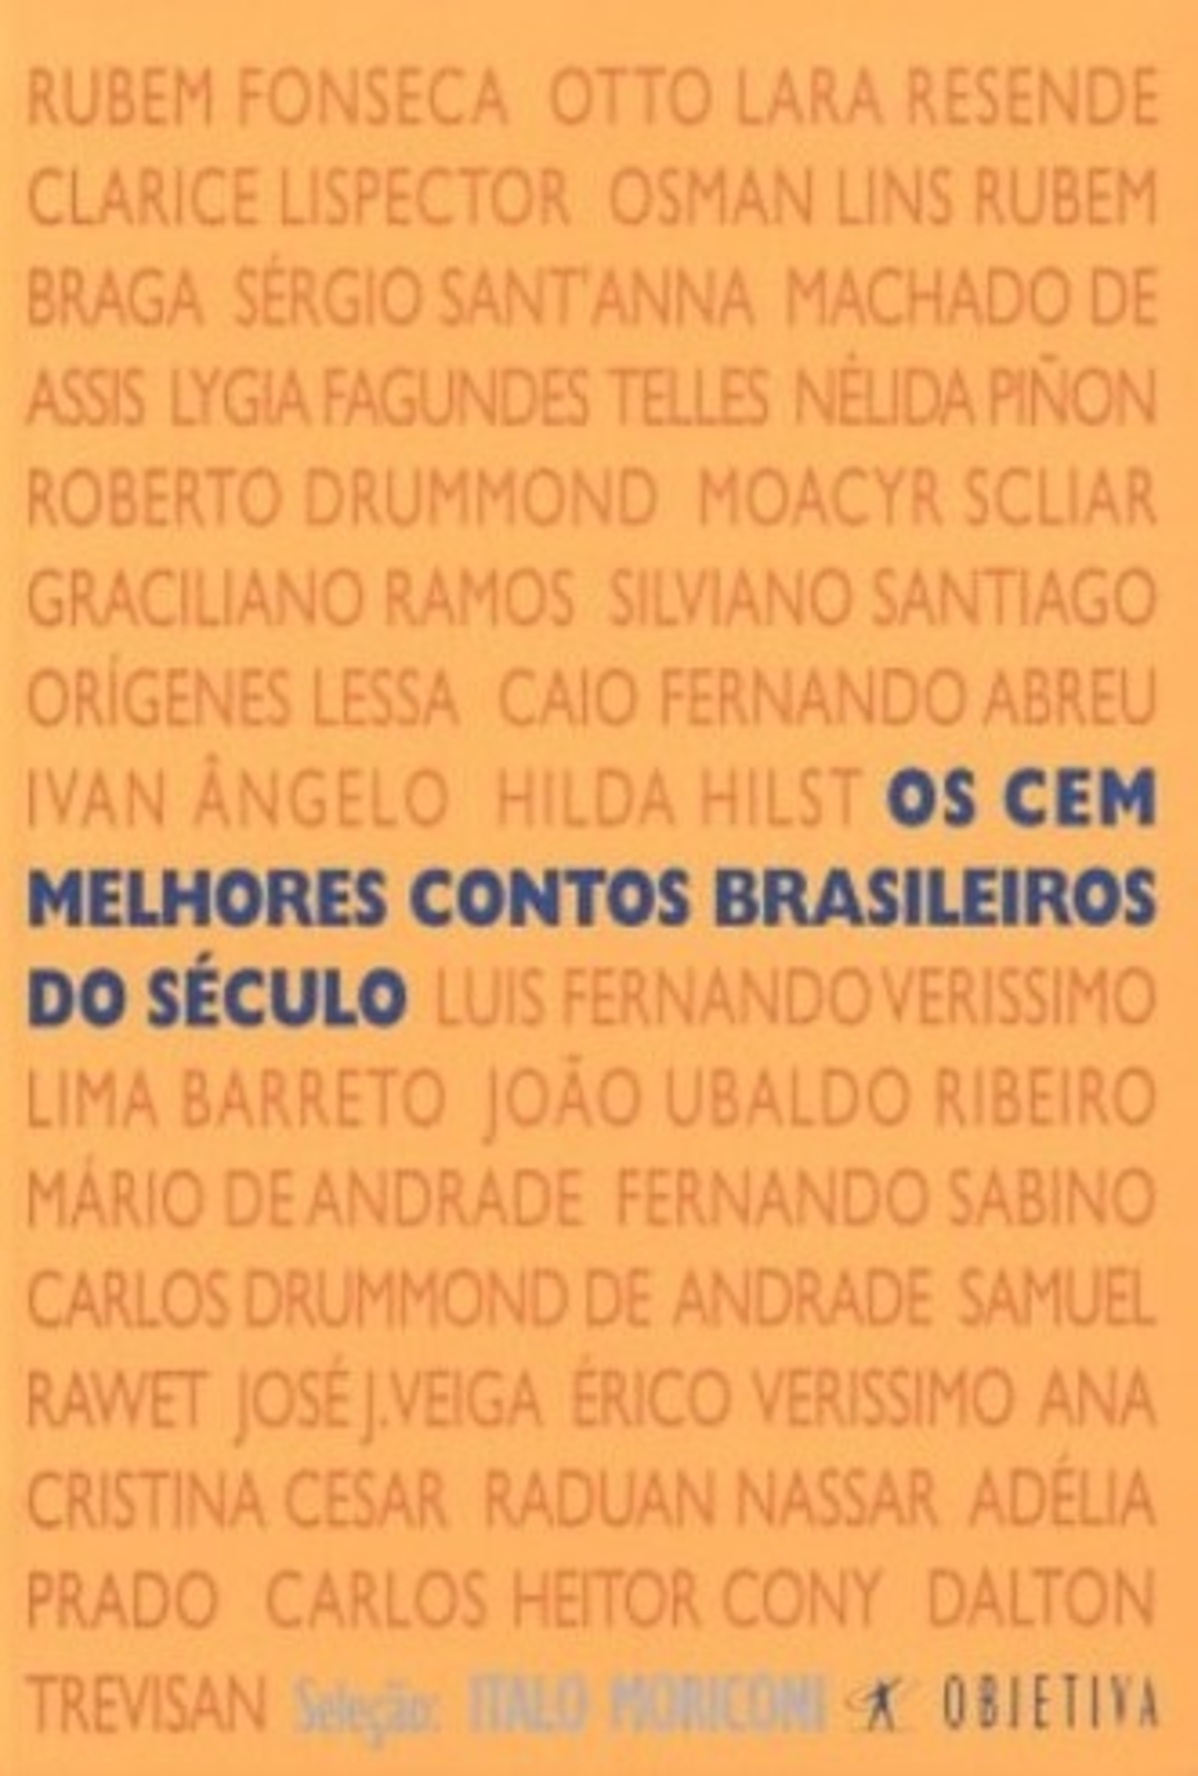 RUBEM FONSECA OTTO LARA RESENDE
CLARICE LISPECTOR OSMAN LINS RUBEM
BRAGA SÉRGIO SANT'ANNA MACHADO DE
ASSIS LYGIA FAGUNDES TELLES NÉLIDA PIÑON
ROBERTO DRUMMOND MOACYR SCLIAR
GRACILIANO RAMOS SILVIANO SANTIAGO
ORÍGENES LESSA CAIO FERNANDO ABREU
IVAN ÂNGELO HILDA HILST OS CEM
MELHORES CONTOS BRASILEIROS
DO SÉCULO LUIS FERNANDO VERISSIMO
LIMA BARRETO JOÃO UBALDO RIBEIRO
MÁRIO DE ANDRADE FERNANDO SABINO
CARLOS DRUMMOND DE ANDRADE SAMUEL
RAWET JOSÉ J. VEIGA ÉRICO VERISSIMO ANA
CRISTINA CESAR RADUAN NASSAR ADÉLIA
PRADO CARLOS HEITOR CONY DALTON
TREVISAN Seleção: ITALO MORICONI OBJETIVA